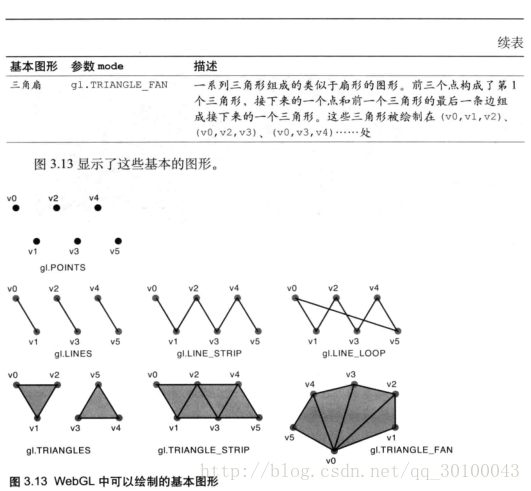 续表
基本图形 参数 mode 描述
三角扇 gl.TRIANGLE_FAN 一系列三角形组成的类似于扇形的图形。前三个点构成了第1
个三角形，接下来的一个点和前一个三角形的最后一条边组
成接下来的一个三角形。这些三角形被绘制在 (v0,v1,v2)、
(v0,v2,v3)、(v0,v3,v4)……处
图 3.13 显示了这些基本的图形。
v0 v2 v4
v1 v3 v5
gl.POINTS
v0 v2 v4 v0 v2 v4 v0 v2 v4
v1 v3 v5 v1 v3 v5 v1 v3 v5
gl.LINES gl.LINE_STRIP gl.LINE_LOOP
v0 v2 v5 v0 v2 v4 v4 v3 v2
v1 v3 v4 v1 v3 v5 v5 v0 v1
gl.TRIANGLES gl.TRIANGLE_STRIP gl.TRIANGLE_FAN
http://blog.csdn.net/qq_30100043
图 3.13 WebGL 中可以绘制的基本图形